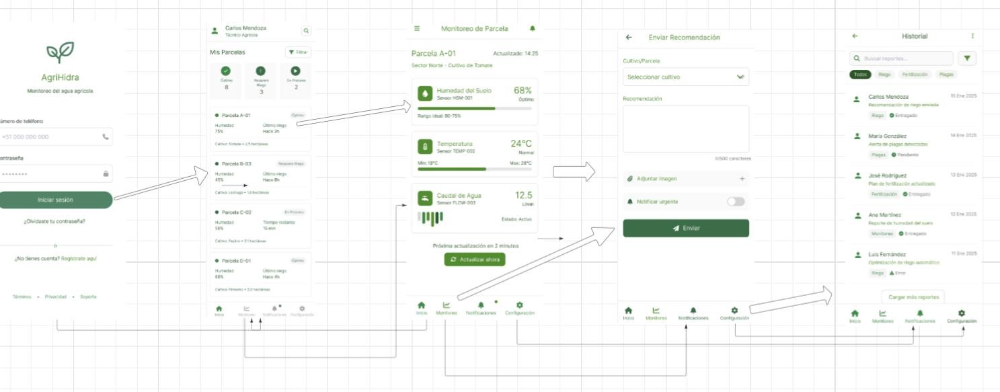 AgriHidra
Monitoreo del agua agrícola
úmero de teléfono
+51 000 000 000
ontraseña
Iniciar sesión
¿Olvidaste tu contraseña?
o
¿No tienes cuenta? Regístrate aquí
Términos • Privacidad • Soporte
Carlos Mendoza
Técnico Agrícola
Mis Parcelas
Filtrar
Óptimo
8
Requiere Riego
3
En Proceso
2
Parcela A-01
Óptimo
Humedad
Último riego
75%
Hace 2h
Cultivo: Tomate • 2.5 hectáreas
Parcela B-03
Requiere Riego
Humedad
Último riego
45%
Hace 8h
Cultivo: Lechuga • 1.8 hectáreas
Parcela C-02
En Proceso
Humedad
Tiempo restante
58%
15 min
Cultivo: Pepino • 3.1 hectáreas
Parcela D-01
Óptimo
Humedad
Último riego
68%
Hace 4h
Cultivo: Pimiento • 2.0 hectáreas
Inicio
Monitoreo
Notificaciones
Configuración
Monitoreo de Parcela
Parcela A-01
Actualizado: 14:25
Sector Norte - Cultivo de Tomate
Humedad del Suelo
68%
Sensor HSM-001
Óptimo
Rango ideal: 60-75%
Temperatura
24°C
Sensor TEMP-002
Normal
Min: 18°C
Max: 28°C
Caudal de Agua
12.5
Sensor FLOW-003
L/min
Estado: Activo
Próxima actualización en 2 minutos
Actualizar ahora
Inicio
Monitoreo
Notificaciones
Configuración
Enviar Recomendación
Cultivo/Parcela
Seleccionar cultivo
Recomendación
0/500 caracteres
Adjuntar imagen
Notificar urgente
Enviar
Inicio
Monitoreo
Notificaciones
Configuración
Historial
Buscar reportes...
Todos
Riego
Fertilización
Plagas
Carlos Mendoza
15 Ene 2025
Recomendación de riego enviada
Riego
Entregado
María González
14 Ene 2025
Alerta de plagas detectadas
Plagas
Pendiente
José Rodríguez
13 Ene 2025
Plan de fertilización actualizado
Fertilización
Entregado
Ana Martínez
12 Ene 2025
Reporte de humedad del suelo
Monitoreo
Entregado
Luis Fernández
11 Ene 2025
Optimización de riego automático
Riego
Error
Cargar más reportes
Inicio
Monitoreo
Notificaciones
Configuración